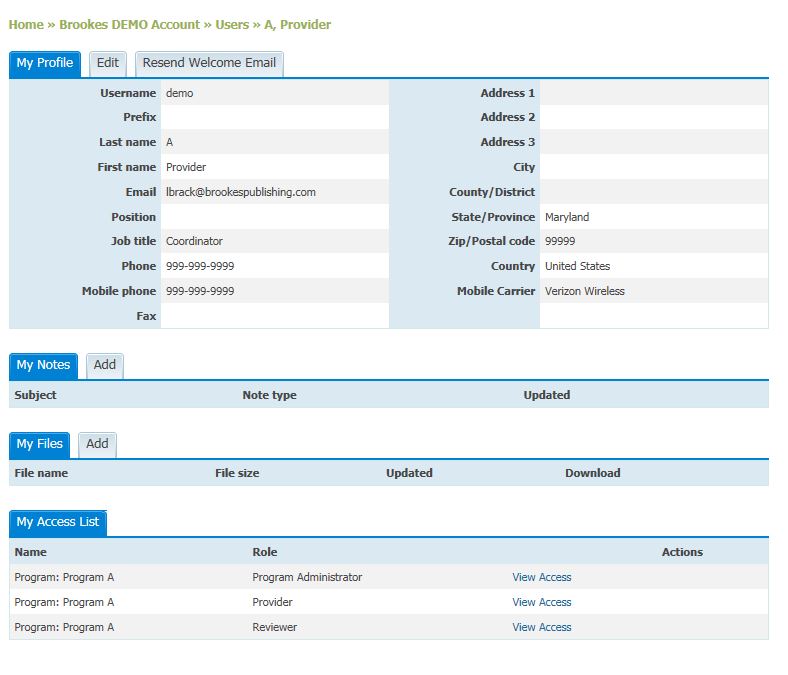 Home » Brookes DEMO Account » Users » A, Provider
My Profile Edit Resend Welcome Email
Username demo Address 1
Prefix Address 2
Last name A Address 3
First name Provider City
Email lbrack@brookespublishing.com County/District
Position State/Province Maryland
Job title Coordinator Zip/Postal code 99999
Phone 999-999-9999 Country United States
Mobile phone 999-999-9999 Mobile Carrier Verizon Wireless
Fax
My Notes Add
Subject Note type Updated
My Files Add
File name File size Updated Download
My Access List
Name Role Actions
Program: Program A Program Administrator View Access
Program: Program A Provider View Access
Program: Program A Reviewer View Access